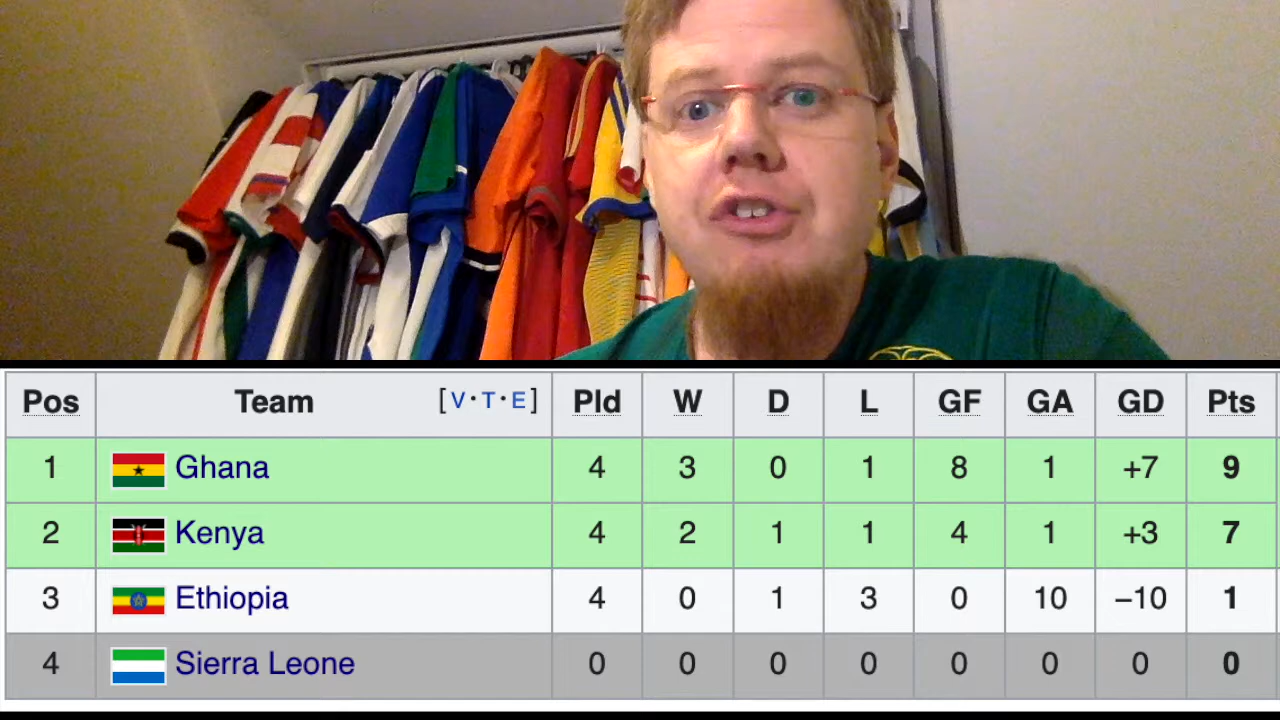 Pos Team [V·T·E] Pld W D L GF GA GD Pts
1 Ghana 4 3 0 1 8 1 +7 9
2 Kenya 4 2 1 1 4 1 +3 7
3 Ethiopia 4 0 1 3 0 10 −10 1
4 Sierra Leone 0 0 0 0 0 0 0 0